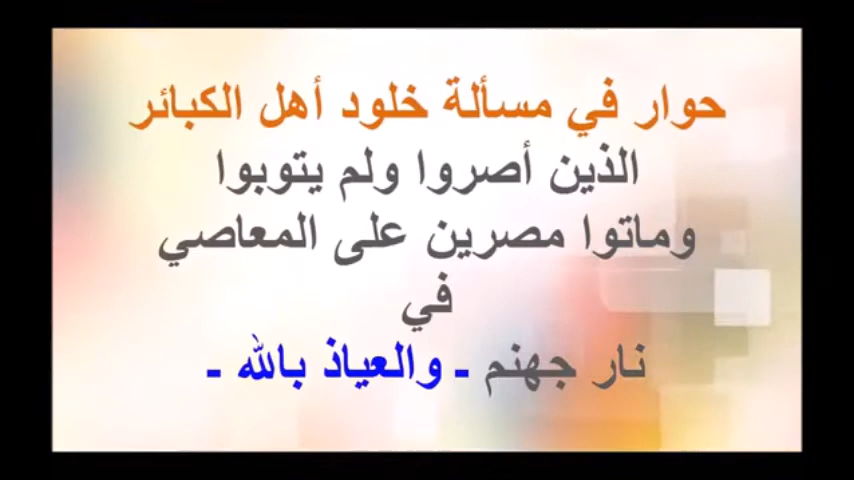 حوار في مسألة خلود أهل الكبائر
الذين أصروا ولم يتوبوا
وماتوا مصرين على المعاصي
في
نار جهنم - والعياذ بالله -